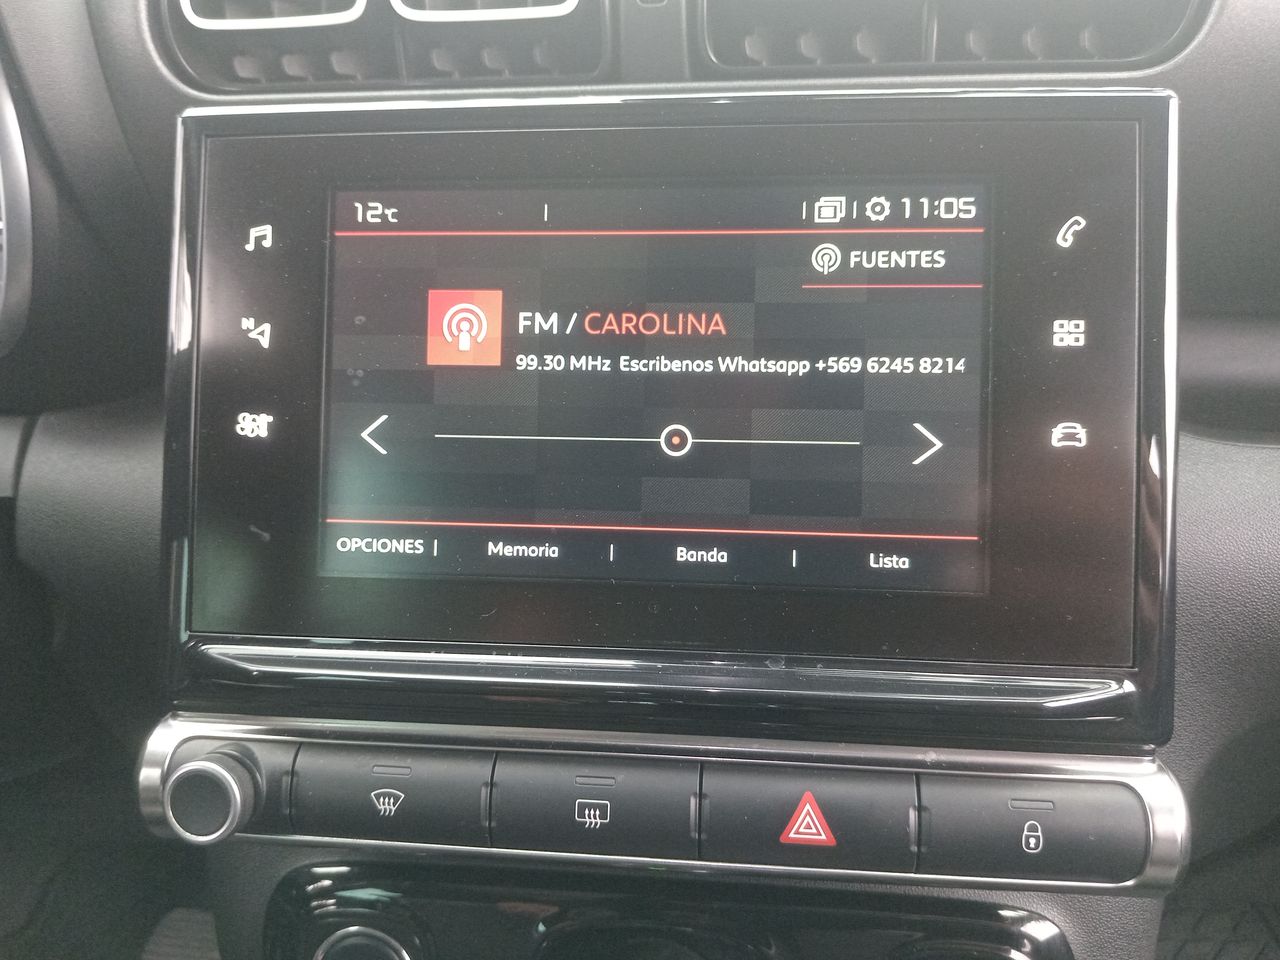 12°C | | | 11:05
FUENTES
FM / CAROLINA
99.30 MHz Escribenos Whatsapp +569 6245 8214
N
OPCIONES | Memoria | Banda | Lista